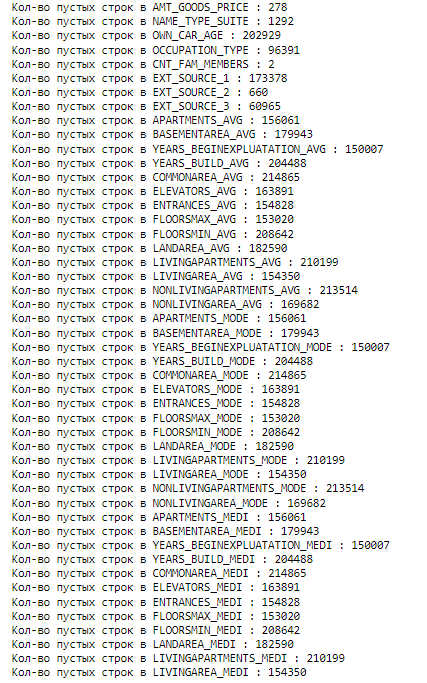 Кол-во пустых строк в AMT_GOODS_PRICE : 278
Кол-во пустых строк в NAME_TYPE_SUITE : 1292
Кол-во пустых строк в OWN_CAR_AGE : 202929
Кол-во пустых строк в OCCUPATION_TYPE : 96391
Кол-во пустых строк в CNT_FAM_MEMBERS : 2
Кол-во пустых строк в EXT_SOURCE_1 : 173378
Кол-во пустых строк в EXT_SOURCE_2 : 660
Кол-во пустых строк в EXT_SOURCE_3 : 60965
Кол-во пустых строк в APARTMENTS_AVG : 156061
Кол-во пустых строк в BASEMENTAREA_AVG : 179943
Кол-во пустых строк в YEARS_BEGINEXPLUATATION_AVG : 150007
Кол-во пустых строк в YEARS_BUILD_AVG : 204488
Кол-во пустых строк в COMMONAREA_AVG : 214865
Кол-во пустых строк в ELEVATORS_AVG : 163891
Кол-во пустых строк в ENTRANCES_AVG : 154828
Кол-во пустых строк в FLOORSMAX_AVG : 153020
Кол-во пустых строк в FLOORSMIN_AVG : 208642
Кол-во пустых строк в LANDAREA_AVG : 182590
Кол-во пустых строк в LIVINGAPARTMENTS_AVG : 210199
Кол-во пустых строк в LIVINGAREA_AVG : 154350
Кол-во пустых строк в NONLIVINGAPARTMENTS_AVG : 213514
Кол-во пустых строк в NONLIVINGAREA_AVG : 169682
Кол-во пустых строк в APARTMENTS_MODE : 156061
Кол-во пустых строк в BASEMENTAREA_MODE : 179943
Кол-во пустых строк в YEARS_BEGINEXPLUATATION_MODE : 150007
Кол-во пустых строк в YEARS_BUILD_MODE : 204488
Кол-во пустых строк в COMMONAREA_MODE : 214865
Кол-во пустых строк в ELEVATORS_MODE : 163891
Кол-во пустых строк в ENTRANCES_MODE : 154828
Кол-во пустых строк в FLOORSMAX_MODE : 153020
Кол-во пустых строк в FLOORSMIN_MODE : 208642
Кол-во пустых строк в LANDAREA_MODE : 182590
Кол-во пустых строк в LIVINGAPARTMENTS_MODE : 210199
Кол-во пустых строк в LIVINGAREA_MODE : 154350
Кол-во пустых строк в NONLIVINGAPARTMENTS_MODE : 213514
Кол-во пустых строк в NONLIVINGAREA_MODE : 169682
Кол-во пустых строк в APARTMENTS_MEDI : 156061
Кол-во пустых строк в BASEMENTAREA_MEDI : 179943
Кол-во пустых строк в YEARS_BEGINEXPLUATATION_MEDI : 150007
Кол-во пустых строк в YEARS_BUILD_MEDI : 204488
Кол-во пустых строк в COMMONAREA_MEDI : 214865
Кол-во пустых строк в ELEVATORS_MEDI : 163891
Кол-во пустых строк в ENTRANCES_MEDI : 154828
Кол-во пустых строк в FLOORSMAX_MEDI : 153020
Кол-во пустых строк в FLOORSMIN_MEDI : 208642
Кол-во пустых строк в LANDAREA_MEDI : 182590
Кол-во пустых строк в LIVINGAPARTMENTS_MEDI : 210199
Кол-во пустых строк в LIVINGAREA_MEDI : 154350